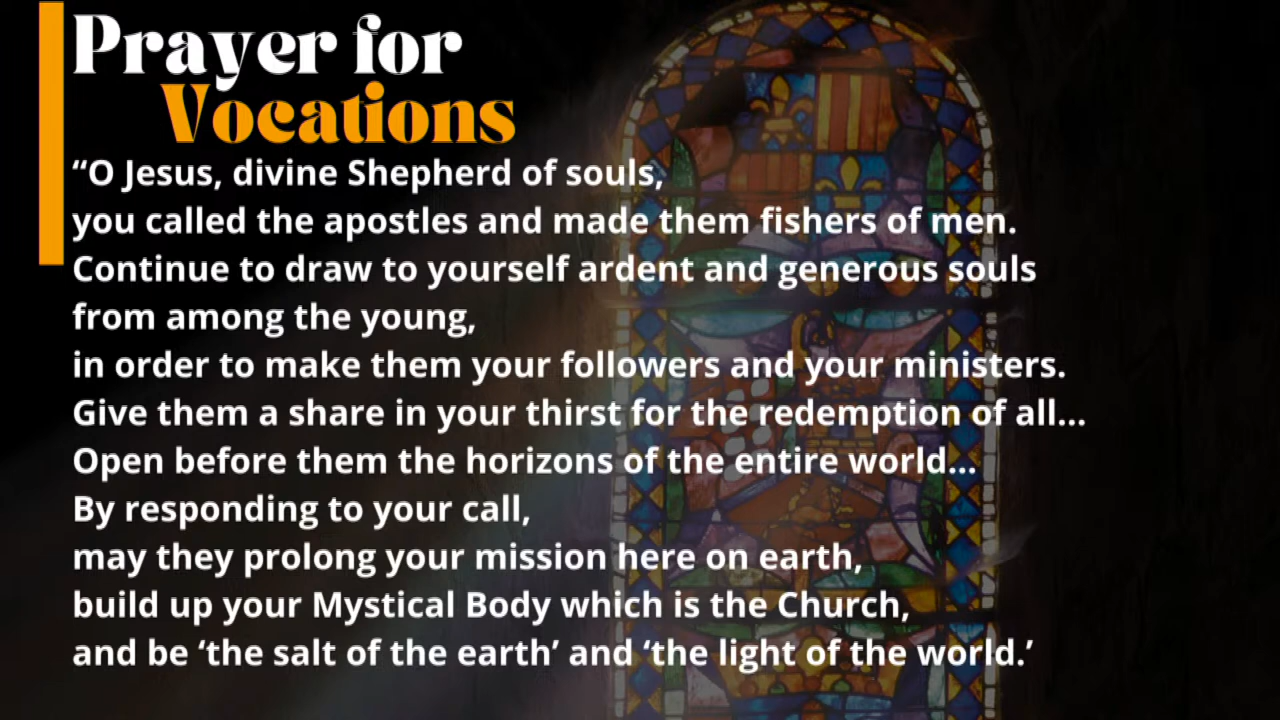 Prayer for
Vocations
“O Jesus, divine Shepherd of souls,
you called the apostles and made them fishers of men.
Continue to draw to yourself ardent and generous souls
from among the young,
in order to make them your followers and your ministers.
Give them a share in your thirst for the redemption of all...
Open before them the horizons of the entire world...
By responding to your call,
may they prolong your mission here on earth,
build up your Mystical Body which is the Church,
and be ‘the salt of the earth’ and ‘the light of the world.’